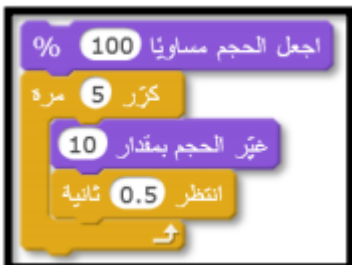 اجعل الحجم مساويًا 100 %
كرّر 5 مرة
غيّر الحجم بمقدار 10
انتظر 0.5 ثانية